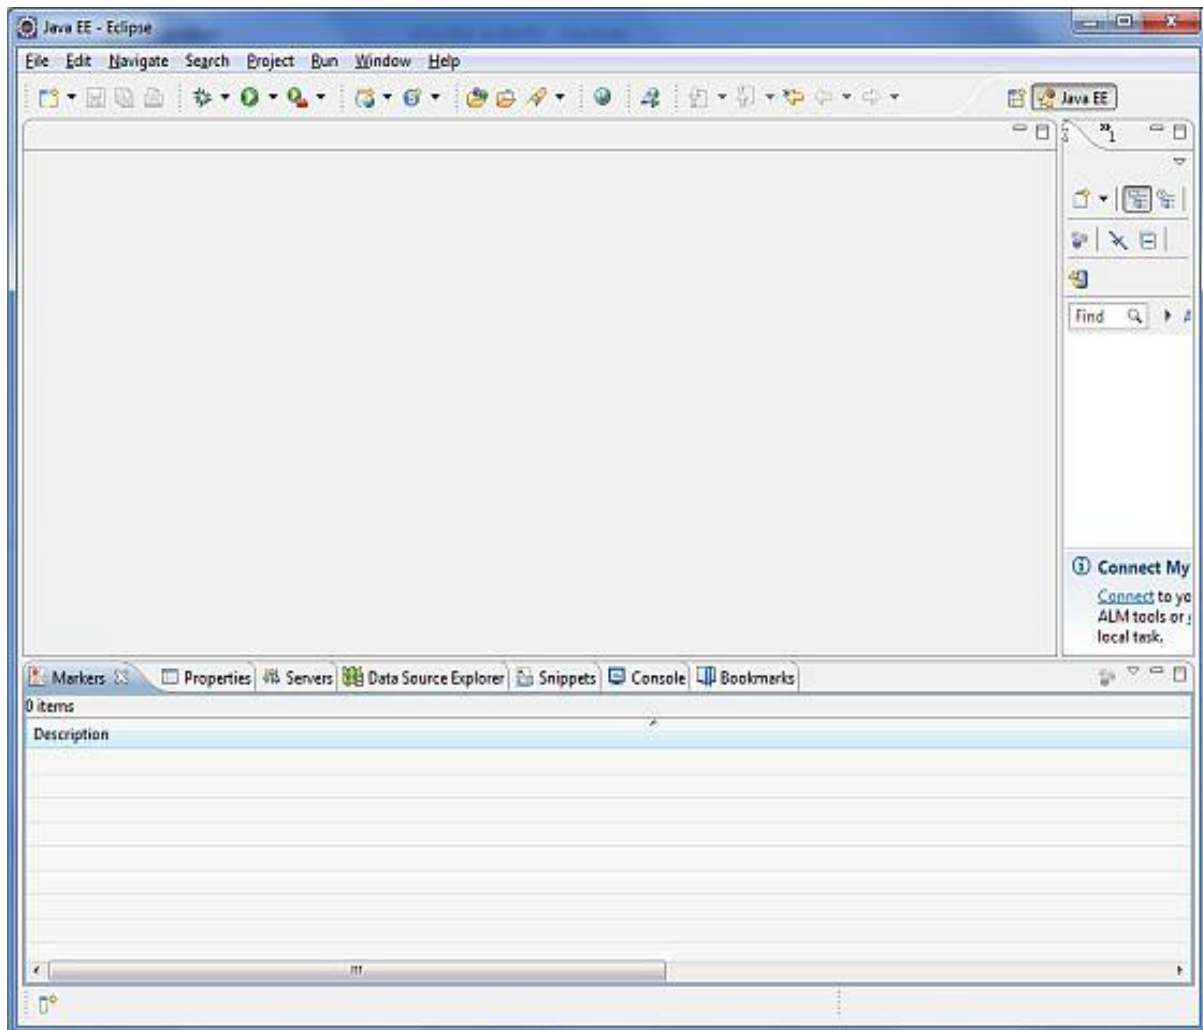 Java EE - Eclipse
File Edit Navigate Search Project Run Window Help
Java EE
1
Find
Connect My
Connect to yo
ALM tools or
local task.
Markers Properties Servers Data Source Explorer Snippets Console Bookmarks
0 items
Description